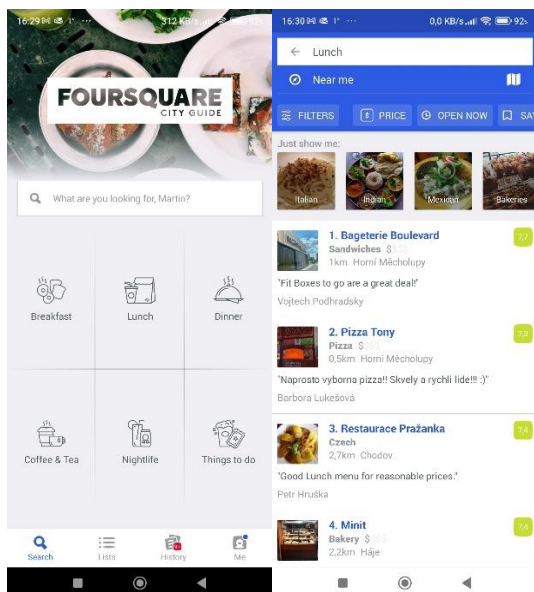 16:29
312 KB/s
FOURSQUARE
CITY GUIDE
What are you looking for, Martin?
Breakfast
Lunch
Dinner
Coffee & Tea
Nightlife
Things to do
Search
Lists
History
Me
16:30
0,0 KB/s
92
Lunch
Near me
FILTERS
PRICE
OPEN NOW
SA
Just show me:
Italian
Indian
Mexican
Bakeries
1. Bageterie Boulevard
7,7
Sandwiches $$$$
1km Horní Měcholupy
"Fit Boxes to go are a great deal!"
Vojtech Podhradsky
2. Pizza Tony
Pizza $$$$
0,5km Horní Měcholupy
"Naprosto vyborna pizza!! Skvely a rychli lide!!! :)"
Barbora Lukešová
3. Restaurace Pražanka
7,4
Czech
2,7km Chodov
"Good Lunch menu for reasonable prices."
Petr Hruška
4. Minit
7,4
Bakery $$$$
2,2km Háje